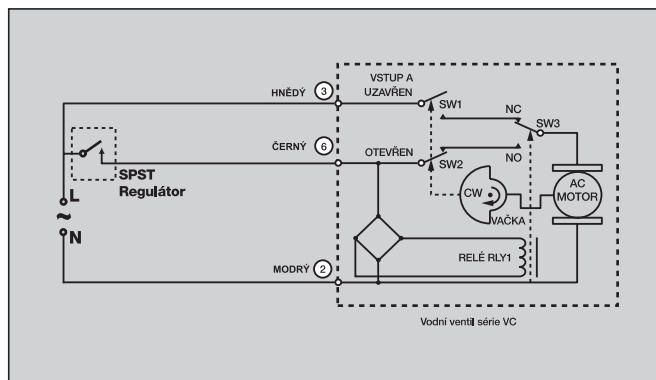 HNĚDÝ 3
VSTUP A
UZAVŘEN
SW1
NC
SW3
ČERNÝ 6
OTEVŘEN
SW2
NO
SPST
Regulátor
L
~
N
CW
VAČKA
AC
MOTOR
RELÉ RLY1
MODRÝ 2
Vodní ventil série VC